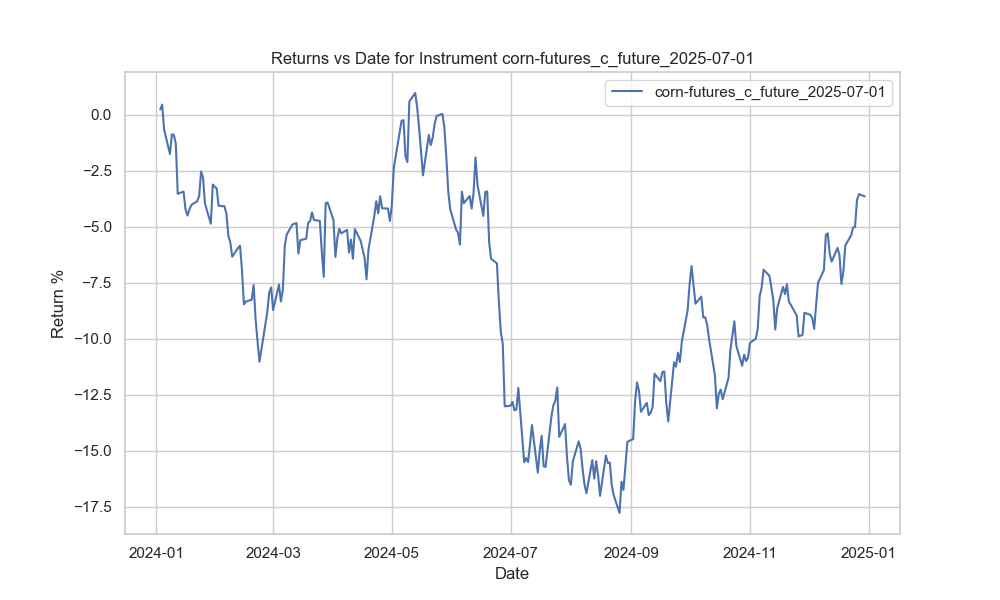 Returns vs Date for Instrument corn-futures_c_future_2025-07-01
corn-futures_c_future_2025-07-01
0.0
−2.5
−5.0
−7.5
−10.0
−12.5
−15.0
−17.5
Return %
2024-01 2024-03 2024-05 2024-07 2024-09 2024-11 2025-01
Date